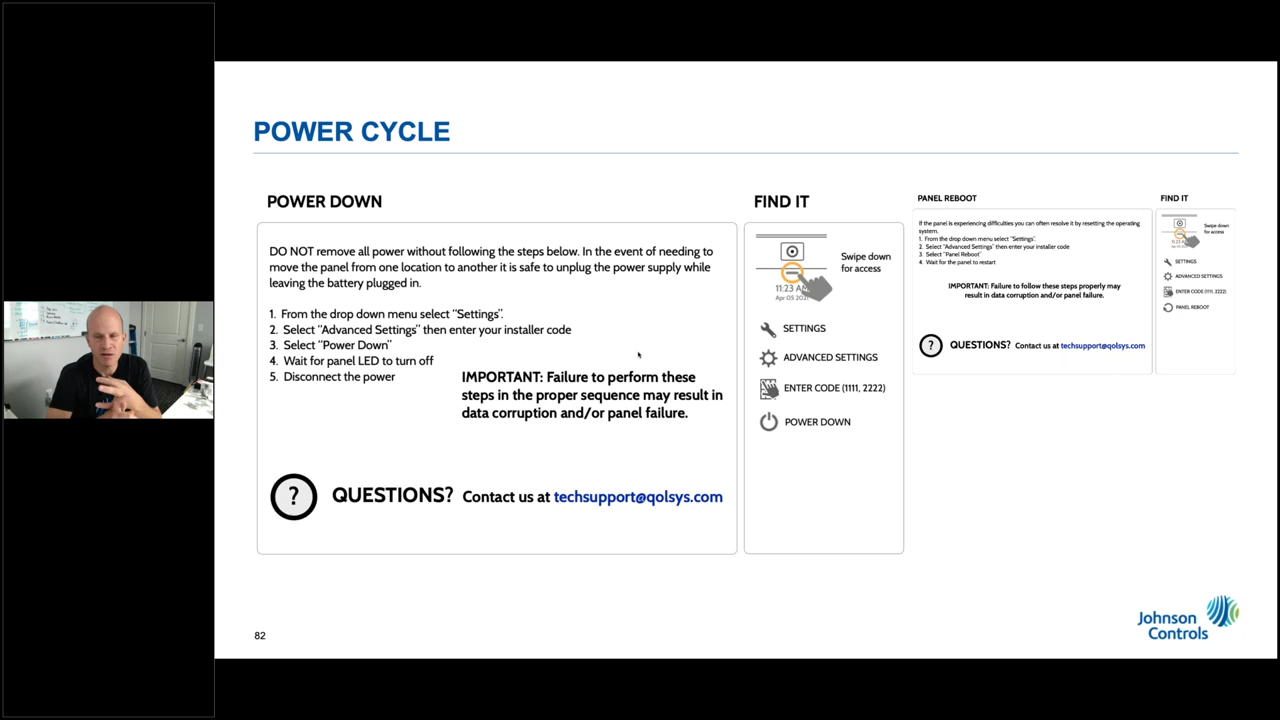 POWER CYCLE
POWER DOWN
DO NOT remove all power without following the steps below. In the event of needing to
move the panel from one location to another it is safe to unplug the power supply while
leaving the battery plugged in.
1. From the drop down menu select "Settings".
2. Select "Advanced Settings" then enter your installer code
3. Select "Power Down"
4. Wait for panel LED to turn off
5. Disconnect the power
IMPORTANT: Failure to perform these
steps in the proper sequence may result in
data corruption and/or panel failure.
? QUESTIONS? Contact us at techsupport@qolsys.com
FIND IT
Swipe down
for access
11:23 AM
Apr 05 2021
SETTINGS
ADVANCED SETTINGS
ENTER CODE (1111, 2222)
POWER DOWN
PANEL REBOOT
If the panel is experiencing difficulties you can often resolve it by resetting the operating
system.
1. From the drop down menu select "Settings".
2. Select "Advanced Settings" then enter your installer code
3. Select "Panel Reboot"
4. Wait for the panel to restart
IMPORTANT: Failure to follow these steps properly may
result in data corruption and/or panel failure.
? QUESTIONS? Contact us at techsupport@qolsys.com
FIND IT
Swipe down
for access
SETTINGS
ADVANCED SETTINGS
ENTER CODE (1111, 2222)
PANEL REBOOT
82
Johnson
Controls